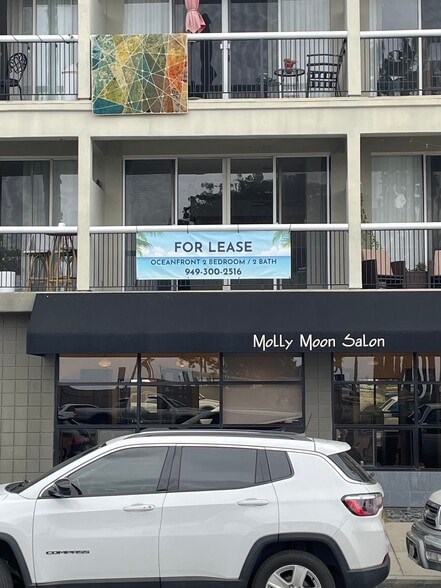 FOR LEASE
OCEANFRONT 2 BEDROOM / 2 BATH
949-300-2516
Molly Moon Salon
COMPASS